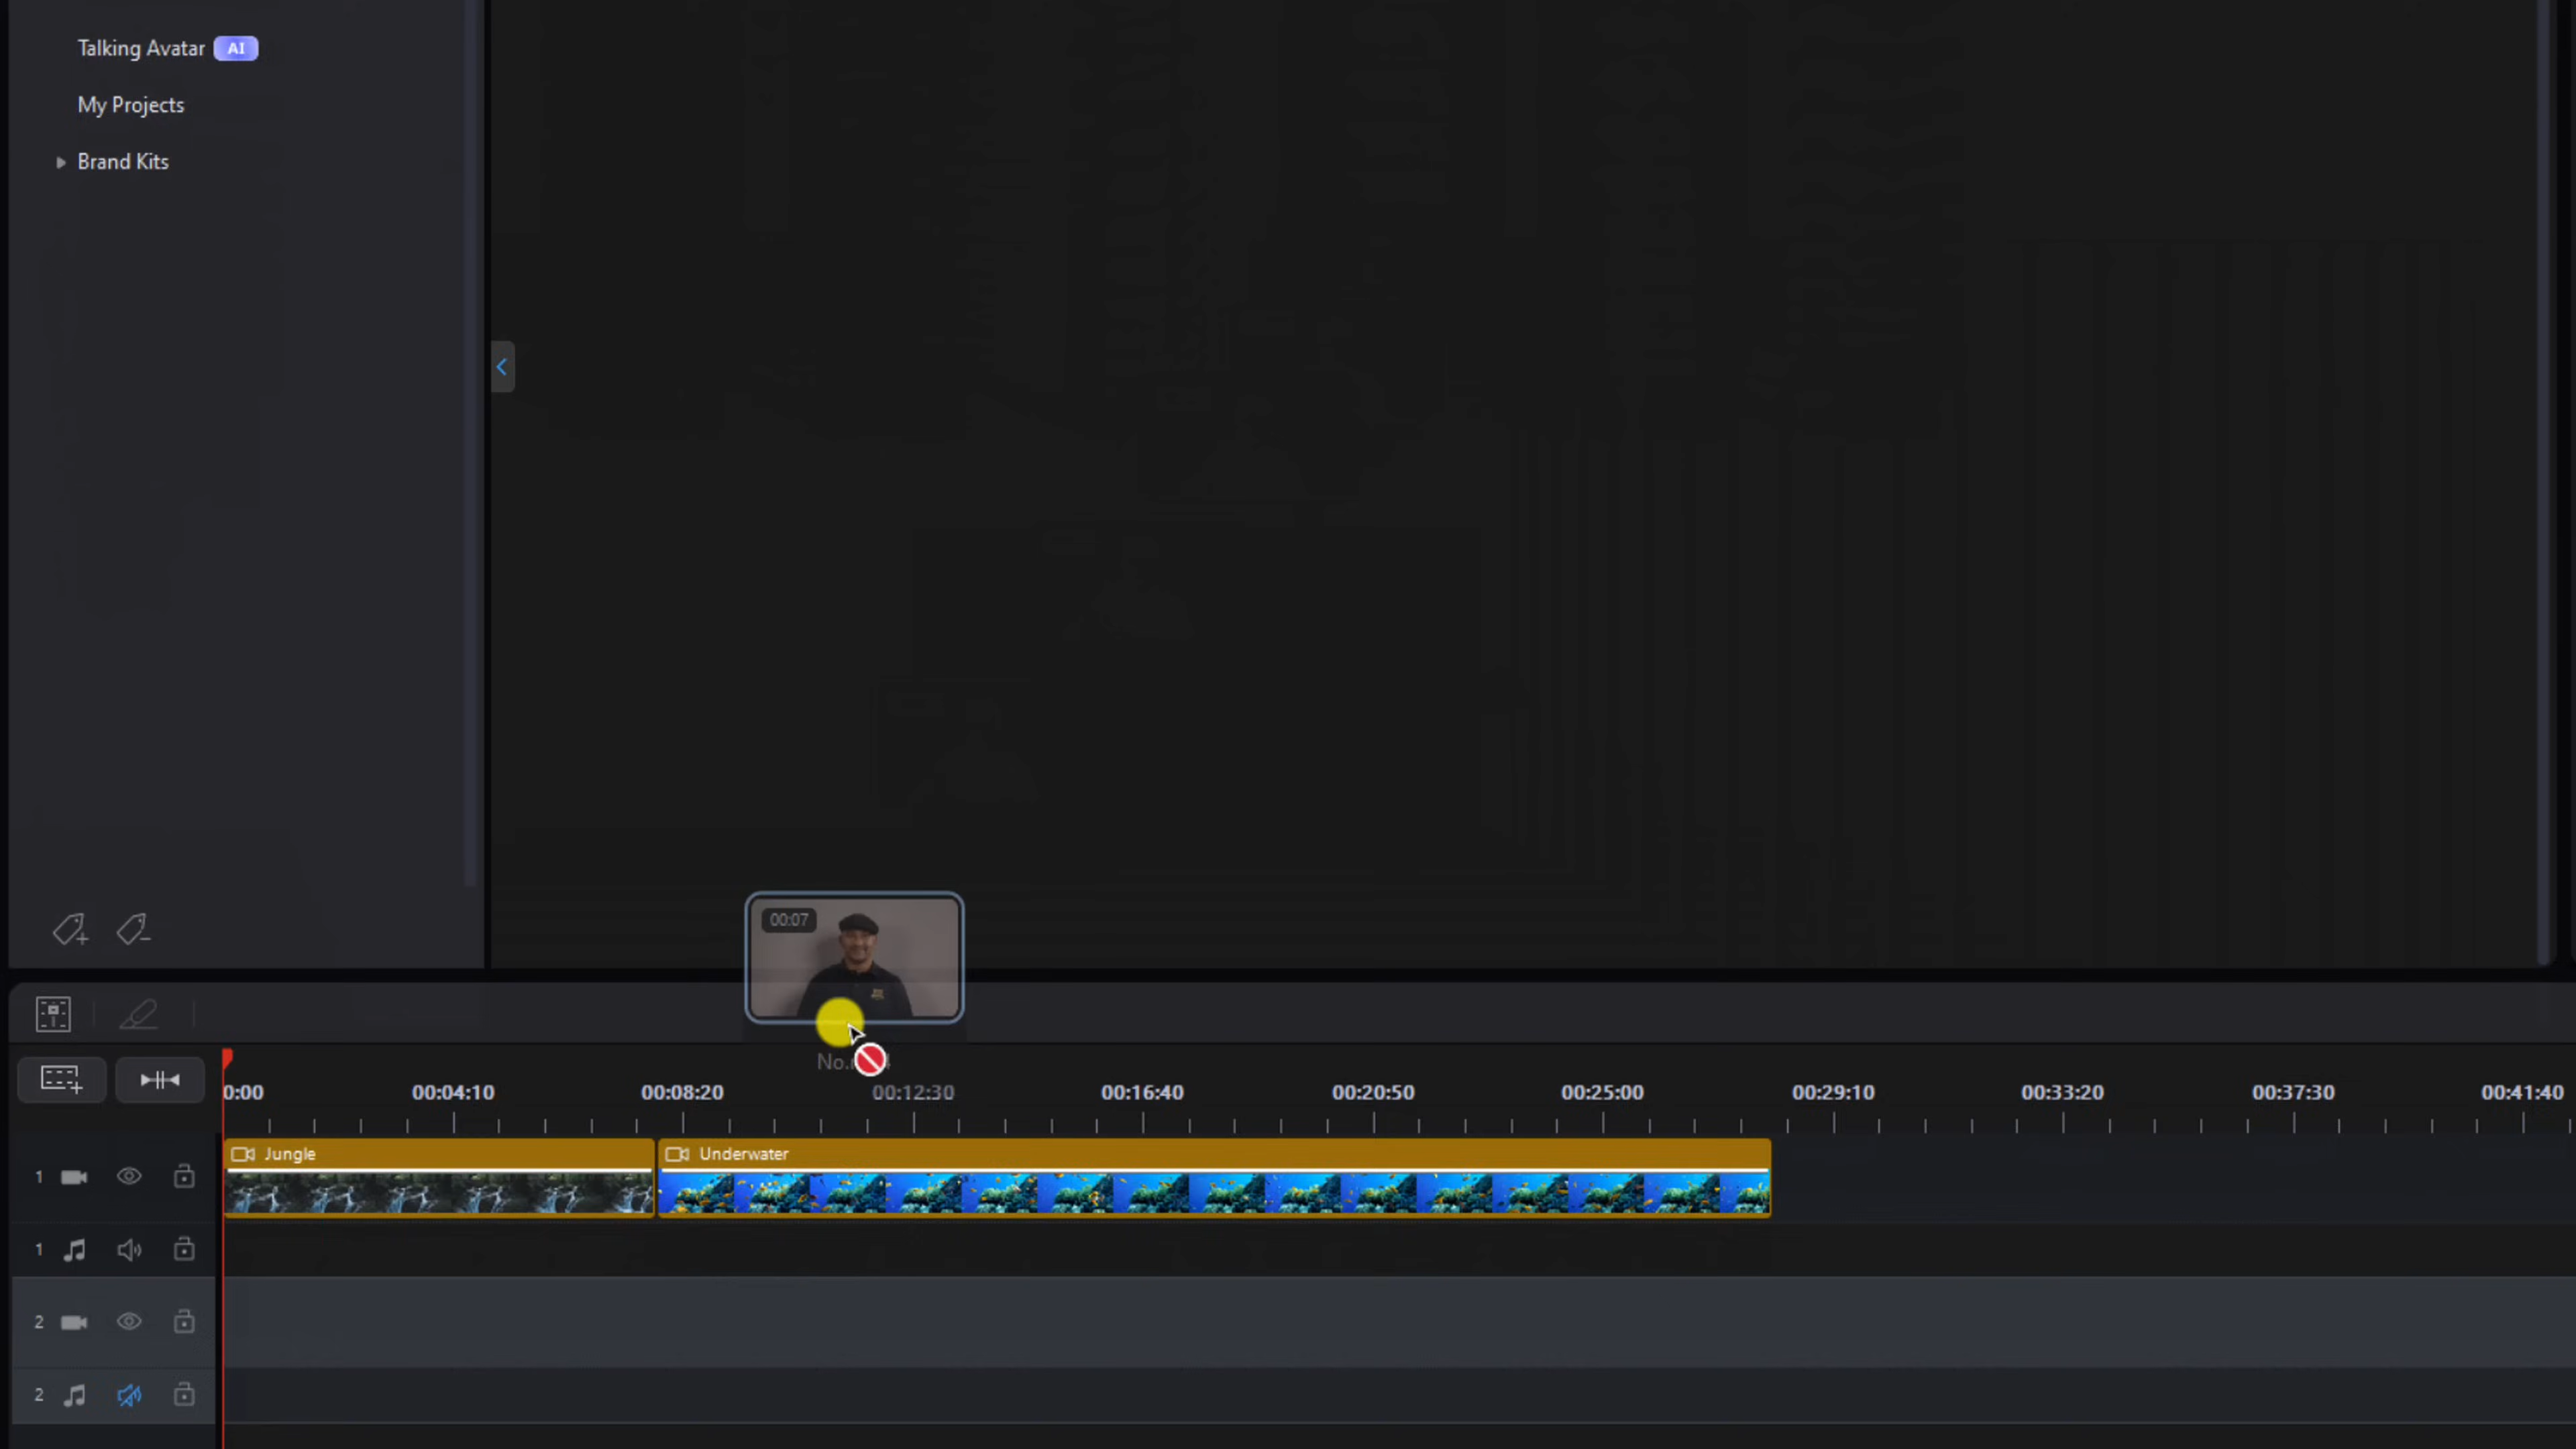 Talking Avatar AI
My Projects
Brand Kits
00:07
0:00 00:04:10 00:08:20 00:12:30 00:16:40 00:20:50 00:25:00 00:29:10 00:33:20 00:37:30 00:41:40
Jungle Underwater
1
1
2
2